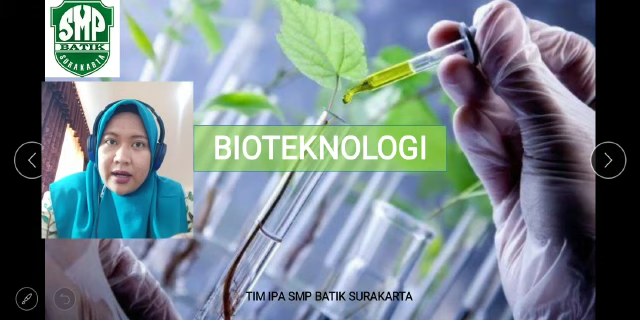 SMP
BATIK
SURAKARTA
BIOTEKNOLOGI
TIM IPA SMP BATIK SURAKARTA